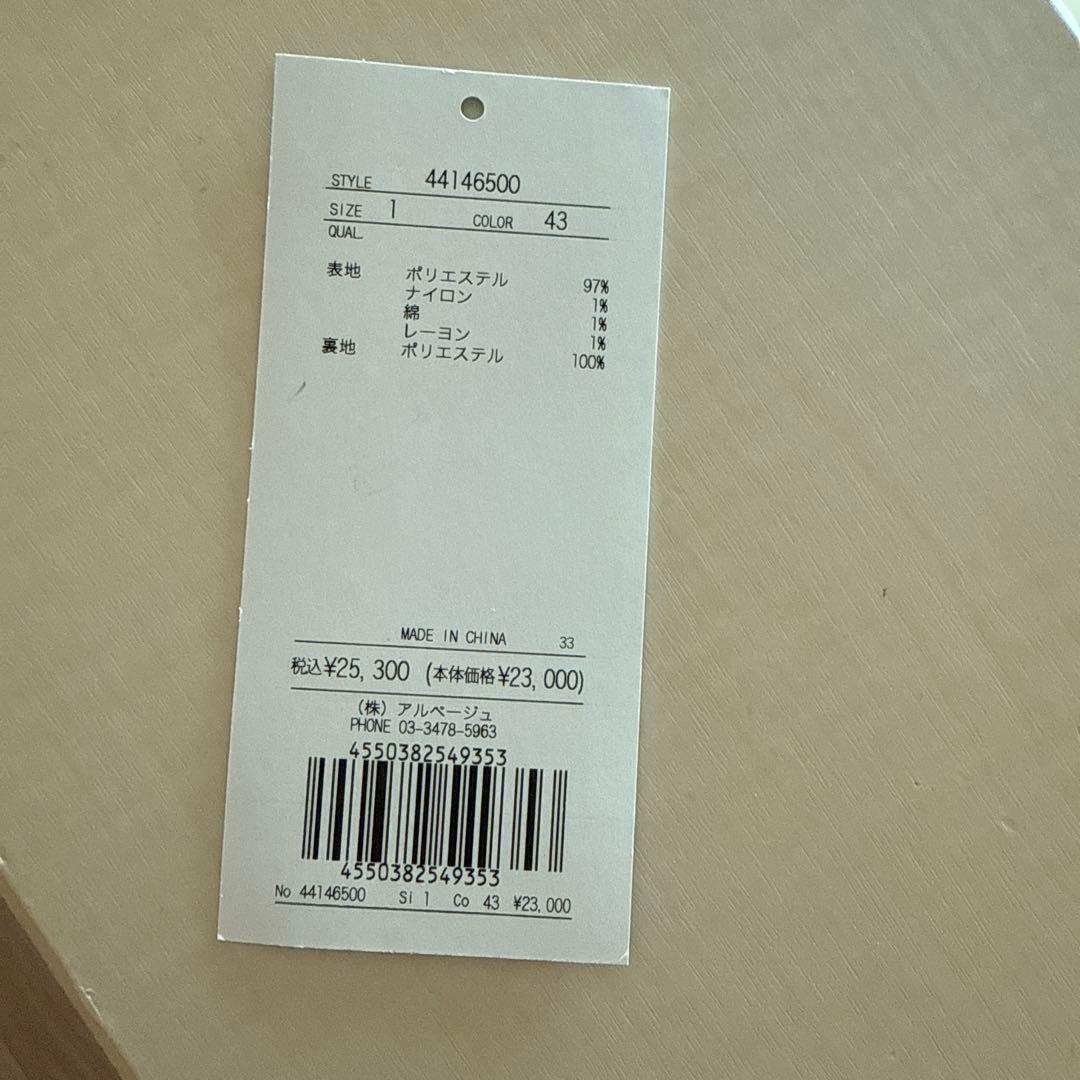 STYLE 44146500
SIZE 1 COLOR 43
QUAL
表地 ポリエステル 97%
ナイロン 1%
綿 1%
レーヨン 1%
裏地 ポリエステル 100%
MADE IN CHINA 33
税込¥25,300 (本体価格¥23,000)
(株) アルページュ
PHONE 03-3478-5963
4550382549353
4550382549353
No 44146500 Si 1 Co 43 ¥23,000